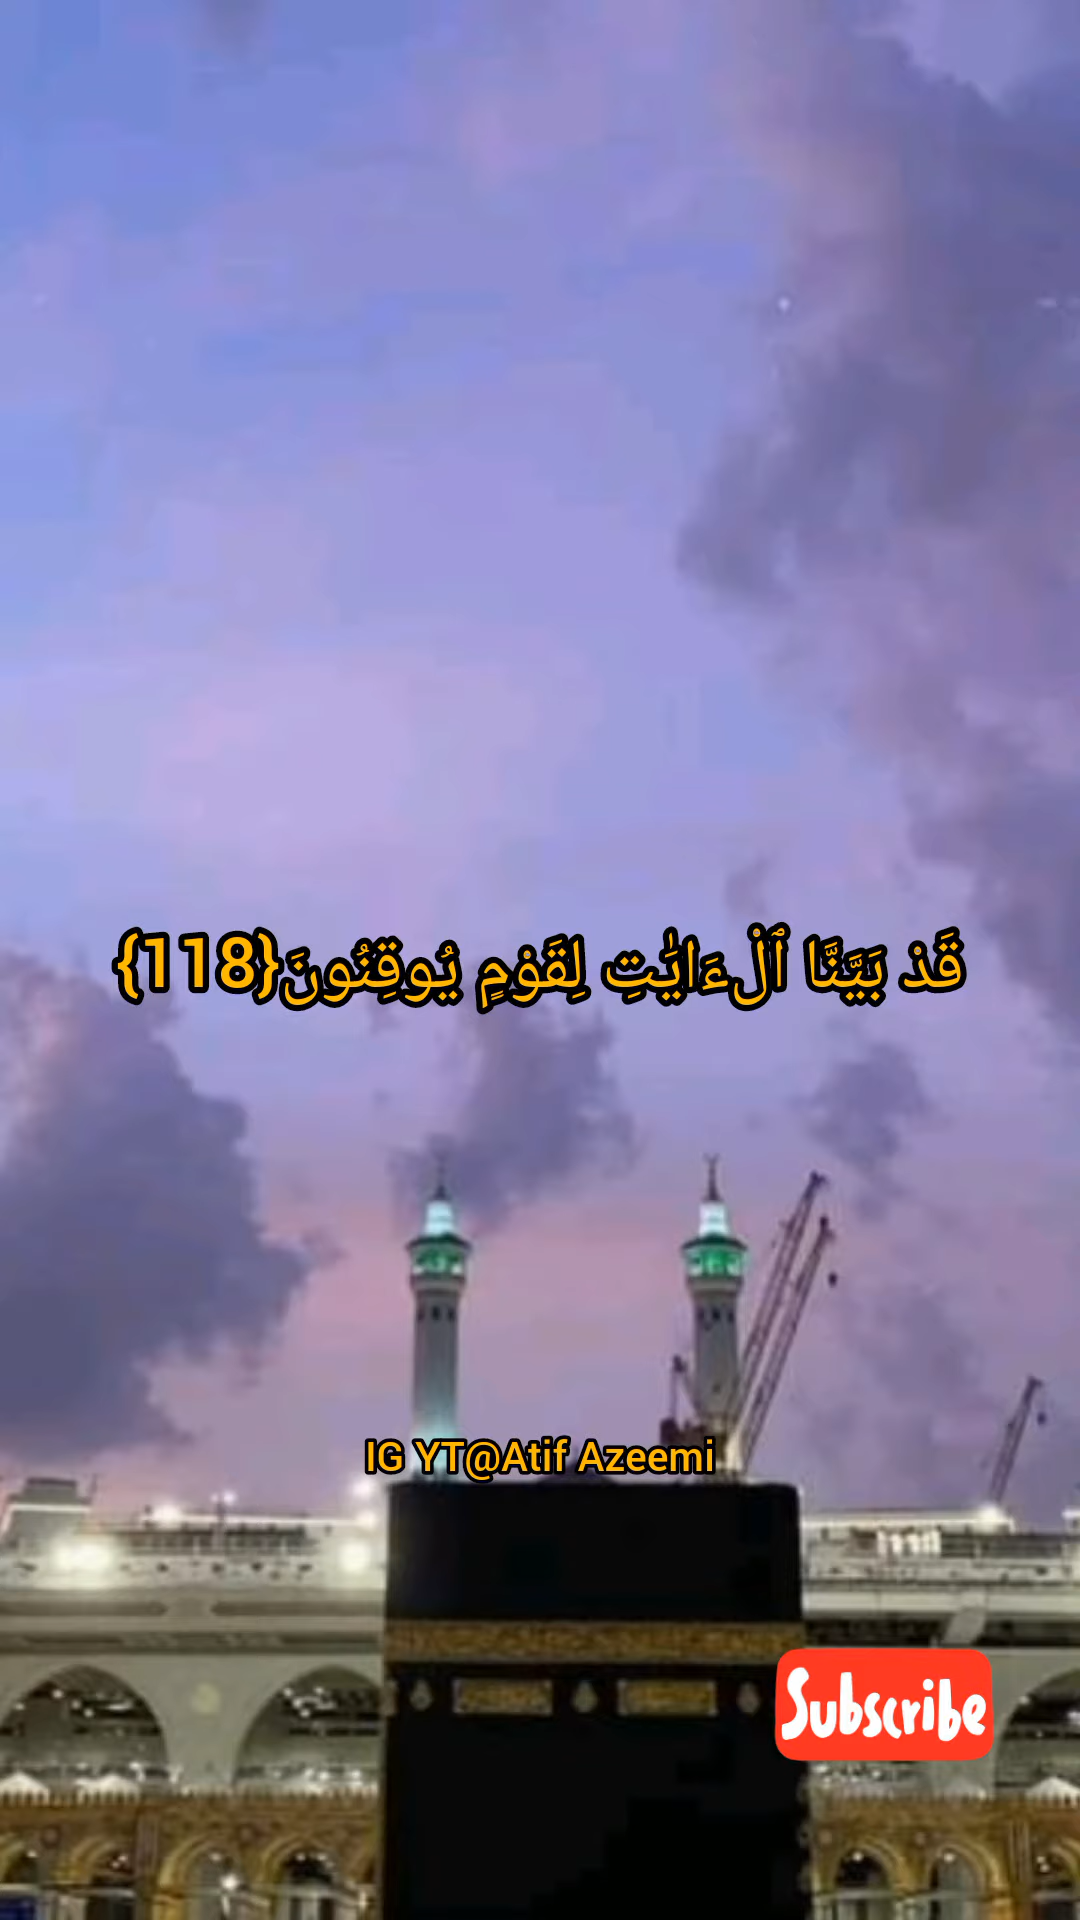 قَدْ بَيَّنَّا ٱلْءَايَٰتِ لِقَوْمٍ يُوقِنُونَ{118}
IG YT@Atif Azeemi
Subscribe